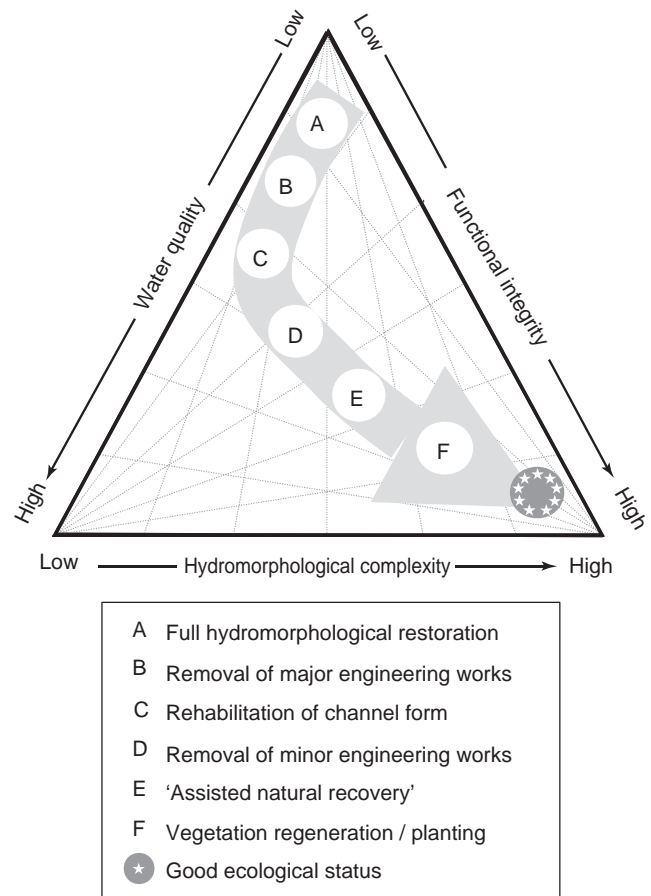 Low
Low
A
B
Water quality
Functional integrity
C
D
E
F
High
High
Low
Hydromorphological complexity
High
A Full hydromorphological restoration
B Removal of major engineering works
C Rehabilitation of channel form
D Removal of minor engineering works
E 'Assisted natural recovery'
F Vegetation regeneration / planting
Good ecological status